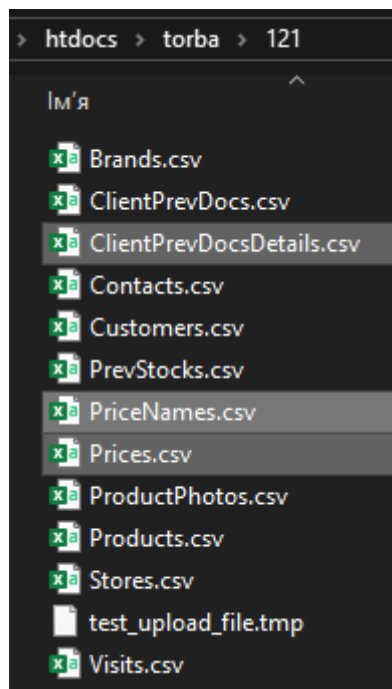 > htdocs > torba > 121
Ім'я
Brands.csv
ClientPrevDocs.csv
ClientPrevDocsDetails.csv
Contacts.csv
Customers.csv
PrevStocks.csv
PriceNames.csv
Prices.csv
ProductPhotos.csv
Products.csv
Stores.csv
test_upload_file.tmp
Visits.csv